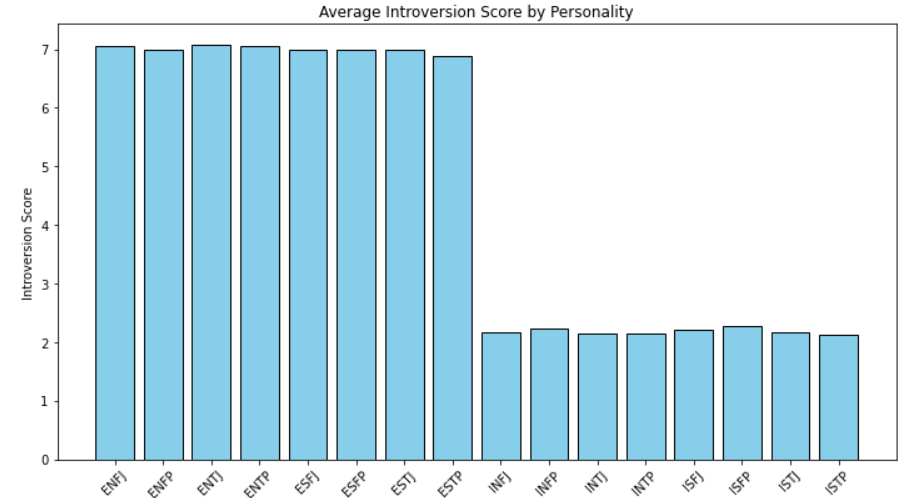 Average Introversion Score by Personality
Introversion Score
7
6
5
4
3
2
1
0
ENFJ
ENFP
ENTJ
ENTP
ESFJ
ESFP
ESTJ
ESTP
INFJ
INFP
INTJ
INTP
ISFJ
ISFP
ISTJ
ISTP